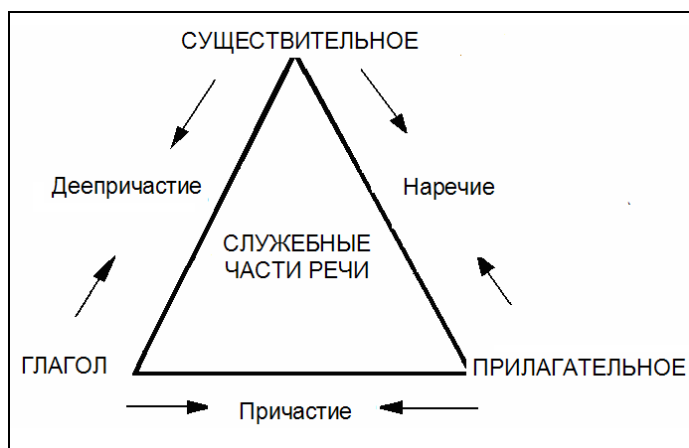 СУЩЕСТВИТЕЛЬНОЕ
Деепричастие
Наречие
СЛУЖЕБНЫЕ
ЧАСТИ РЕЧИ
ГЛАГОЛ
ПРИЛАГАТЕЛЬНОЕ
Причастие